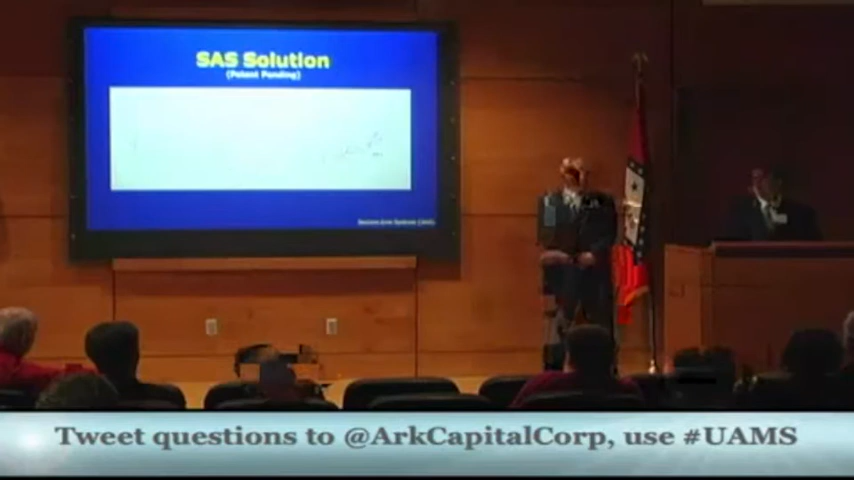 SAS Solution
(Patent Pending)
Tweet questions to @ArkCapitalCorp, use #UAMS